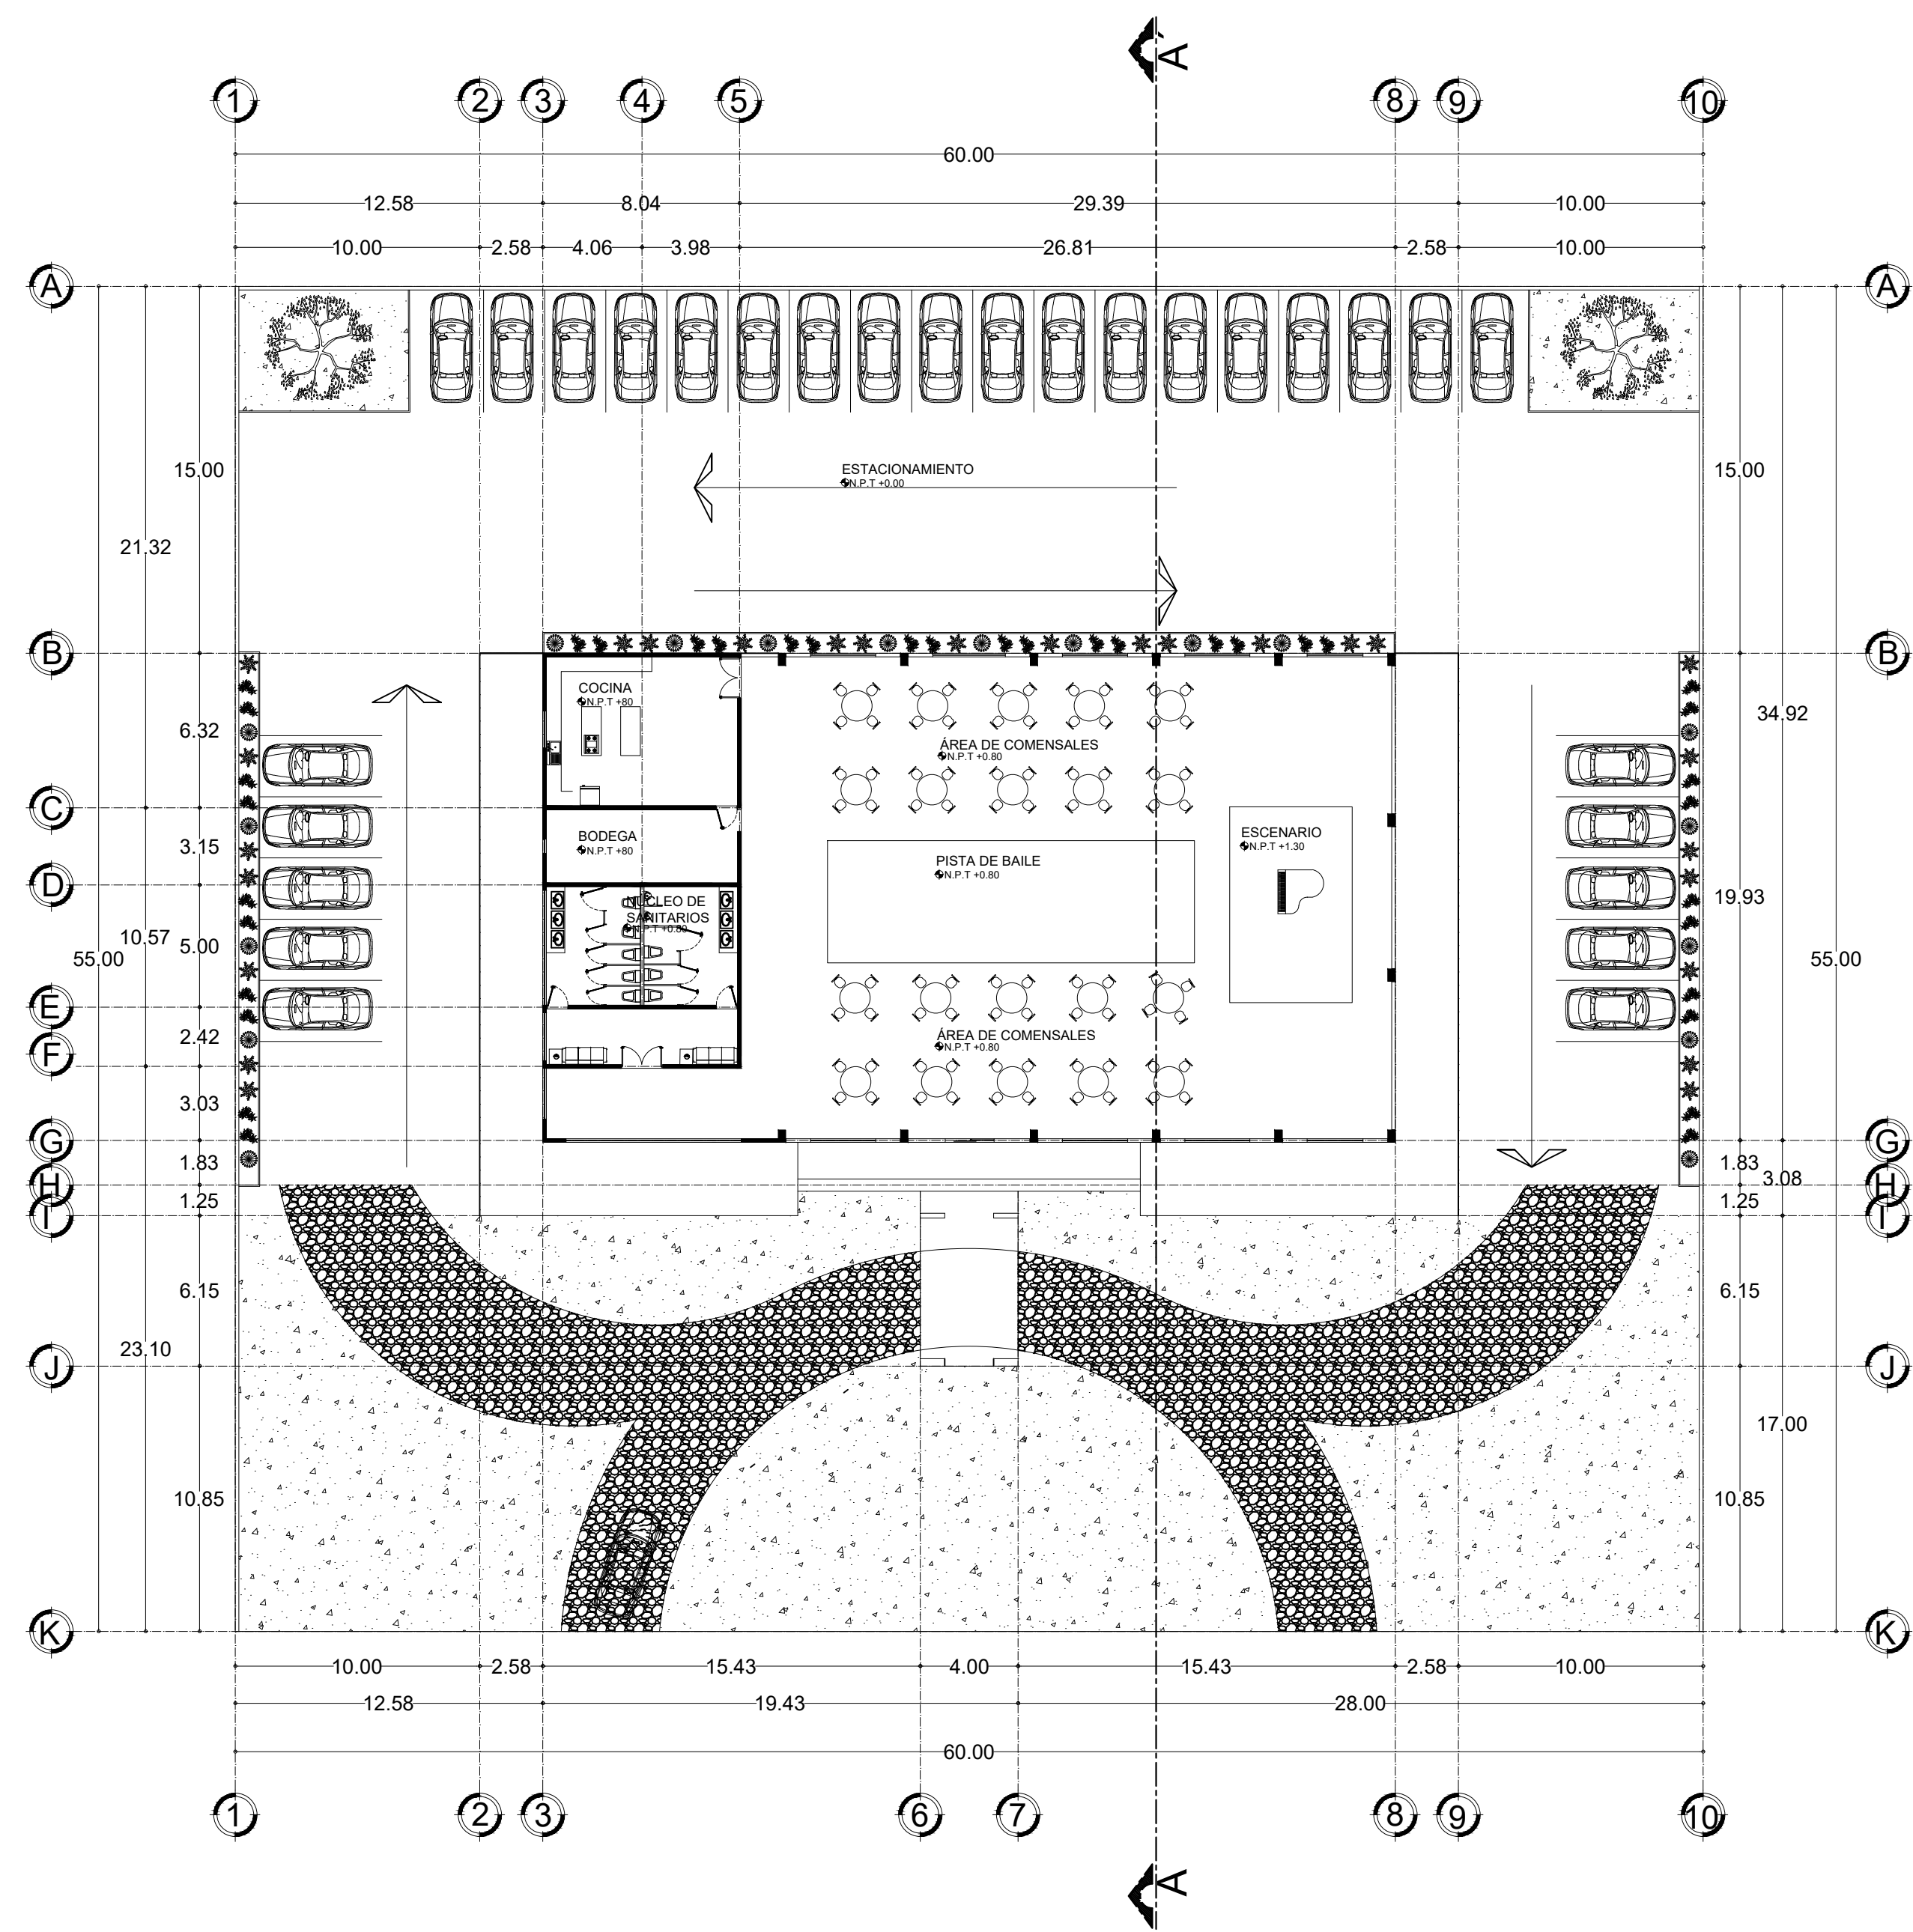 A'
1 2 3 4 5 8 9 10
60.00
12.58 8.04 29.39 10.00
10.00 2.58 4.06 3.98 26.81 2.58 10.00
A A
15.00 ESTACIONAMIENTO 15.00
N.P.T +0.00
21.32
B B
COCINA
N.P.T +80
34.92
6.32
ÁREA DE COMENSALES
N.P.T +0.80
C
BODEGA ESCENARIO
3.15 N.P.T +80 N.P.T +1.30
PISTA DE BAILE
N.P.T +0.80
D
NÚCLEO DE
SANITARIOS
N.P.T +0.80
19.93
10.57 5.00
55.00 55.00
E
2.42 ÁREA DE COMENSALES
N.P.T +0.80
F
3.03
G G
1.83 1.83
3.08
H H
1.25 1.25
I I
6.15 6.15
23.10
J J
17.00
10.85 10.85
K K
10.00 2.58 15.43 4.00 15.43 2.58 10.00
12.58 19.43 28.00
60.00
1 2 3 6 7 8 9 10
A